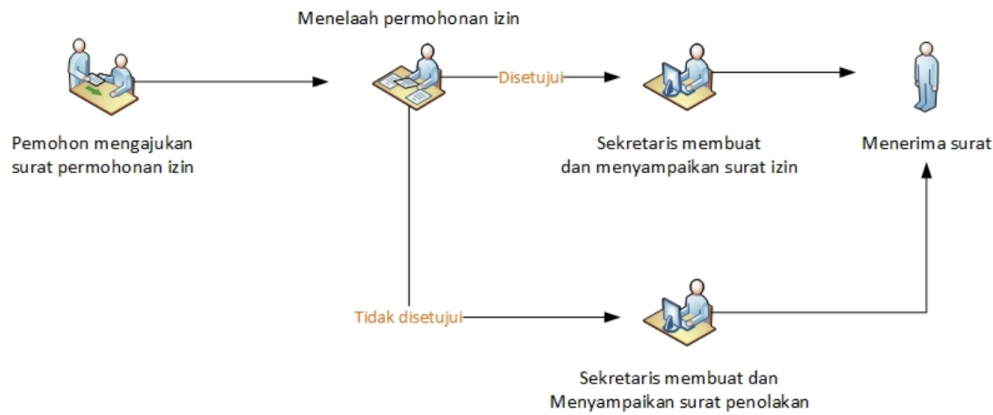 Menelaah permohonan izin
Disetujui
Pemohon mengajukan
surat permohonan izin
Sekretaris membuat
dan menyampaikan surat izin
Menerima surat
Tidak disetujui
Sekretaris membuat dan
Menyampaikan surat penolakan